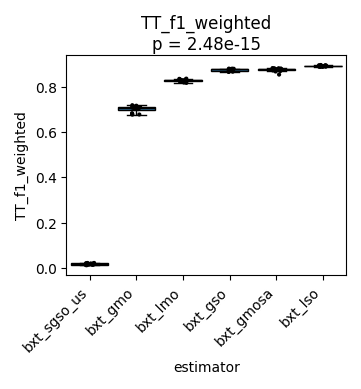 TT_f1_weighted
p = 2.48e-15
TT_f1_weighted
0.8
0.6
0.4
0.2
0.0
bxt_sgso_us
bxt_gmo
bxt_lmo
bxt_gso
bxt_gmosa
bxt_lso
estimator